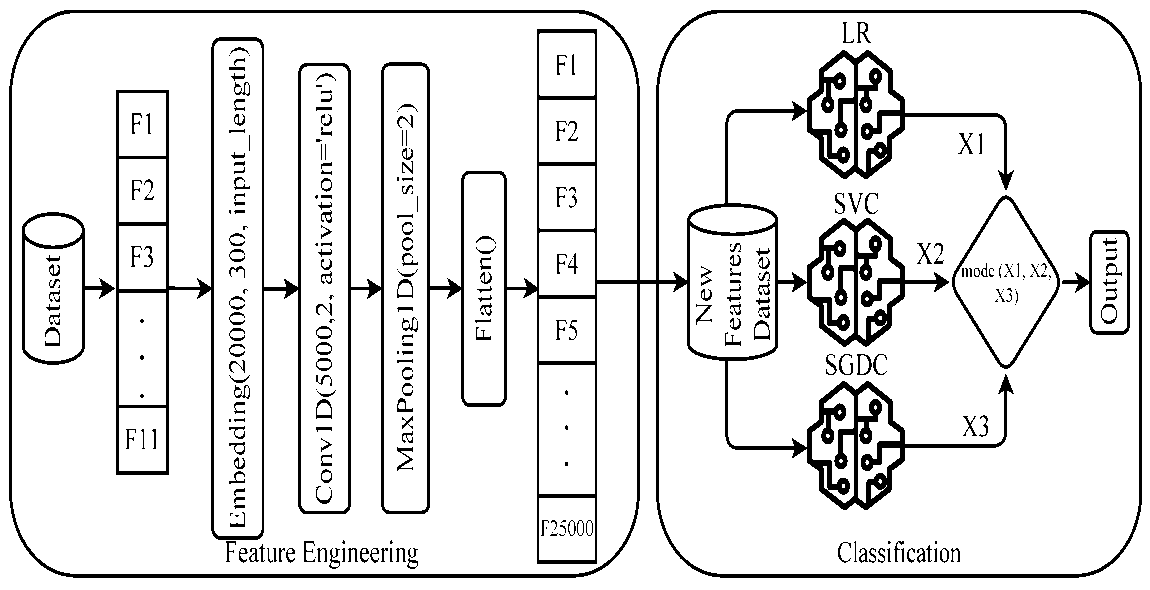 Dataset
F1
F2
F3
.
.
F11
Embedding(20000, 300, input_length)
Conv1D(5000,2, activation='relu')
MaxPooling1D(pool_size=2)
Flatten()
F1
F2
F3
F4
F5
.
.
.
F25000
Feature Engineering
New
Features
Dataset
LR
SVC
SGDC
X1
X2
X3
mode (X1, X2,
X3)
Output
Classification